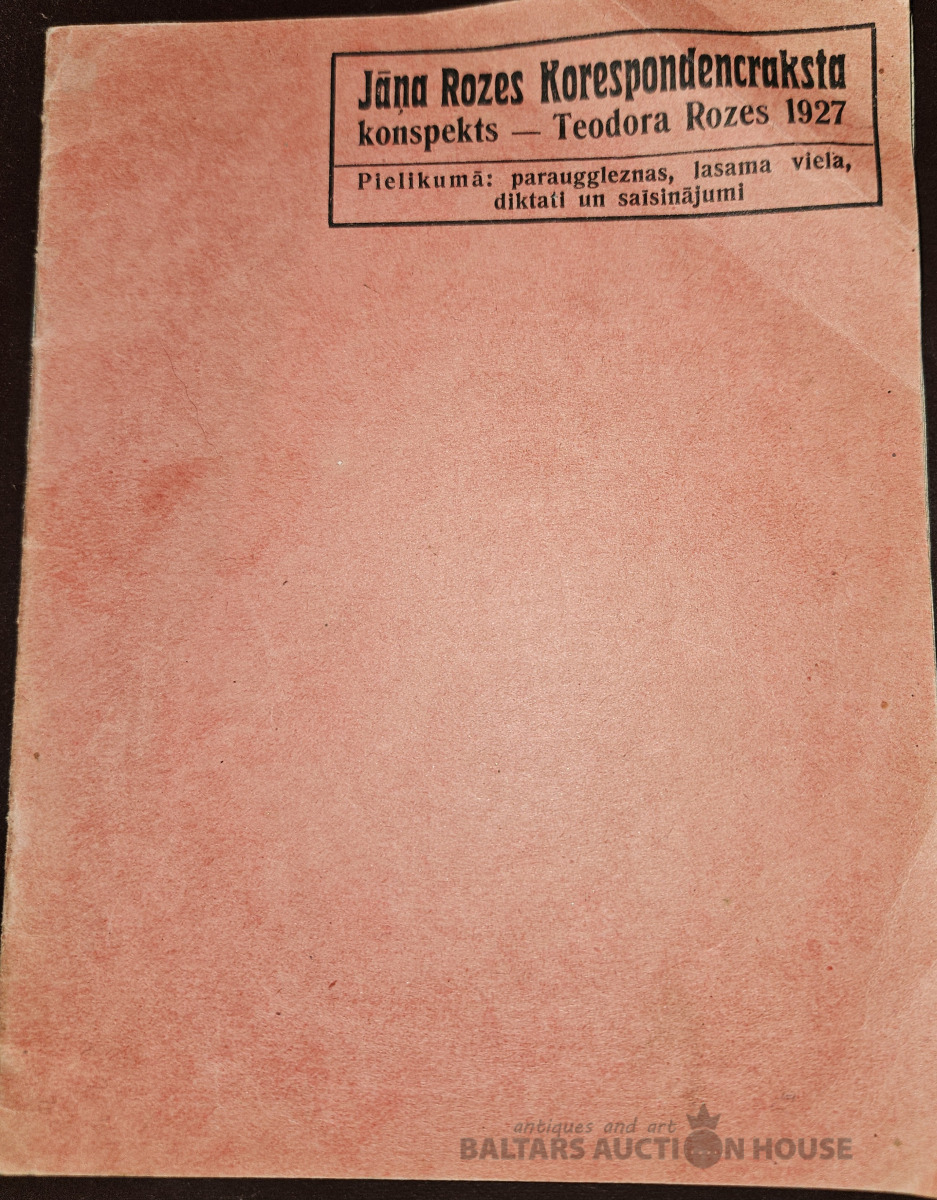 Jāņa Rozes Korespondencraksta
konspekts — Teodora Rozes 1927
Pielikumā: parauggleznas, lasama viela,
diktati un saīsinājumi
antiques and art
BALTARS AUCTION HOUSE